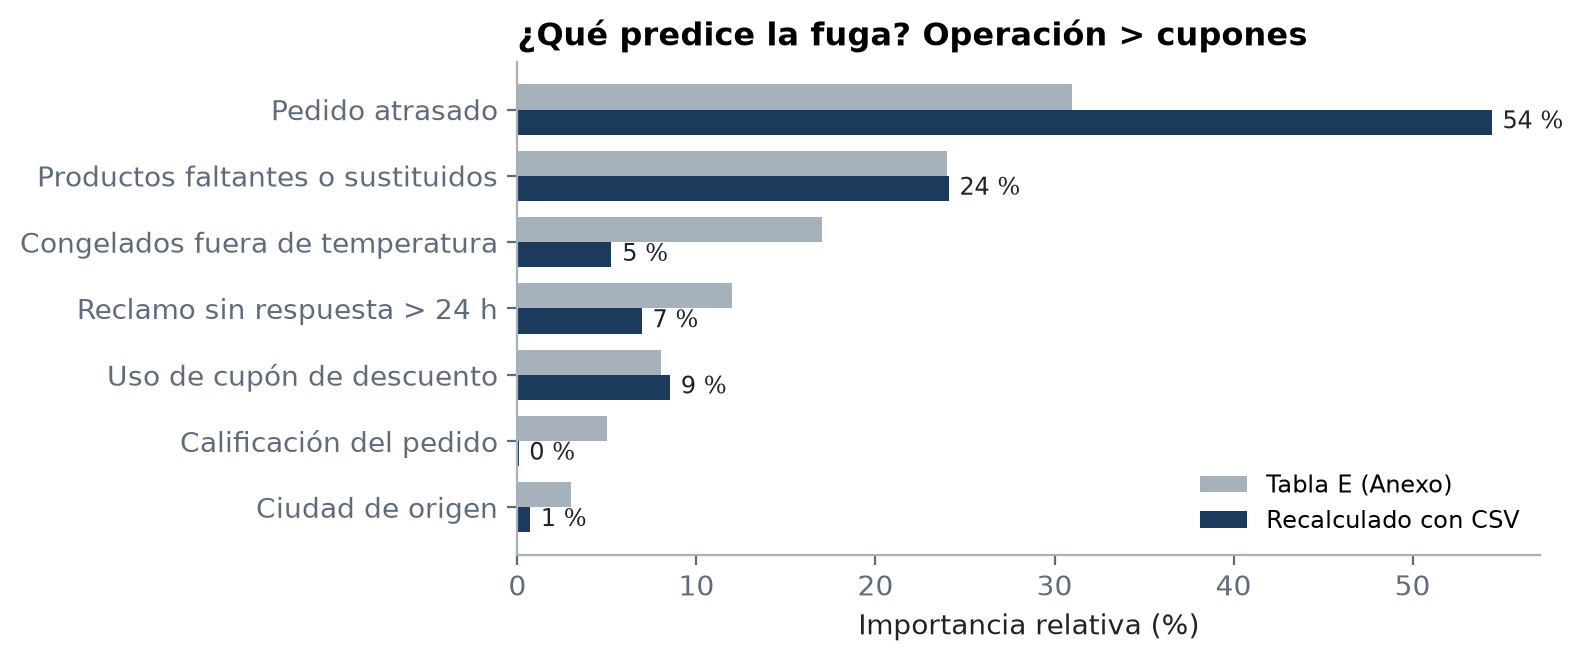 ¿Qué predice la fuga? Operación > cupones
Pedido atrasado
54 %
Productos faltantes o sustituidos
24 %
Congelados fuera de temperatura
5 %
Reclamo sin respuesta > 24 h
7 %
Uso de cupón de descuento
9 %
Calificación del pedido
0 %
Ciudad de origen
1 %
Tabla E (Anexo)
Recalculado con CSV
0 10 20 30 40 50
Importancia relativa (%)